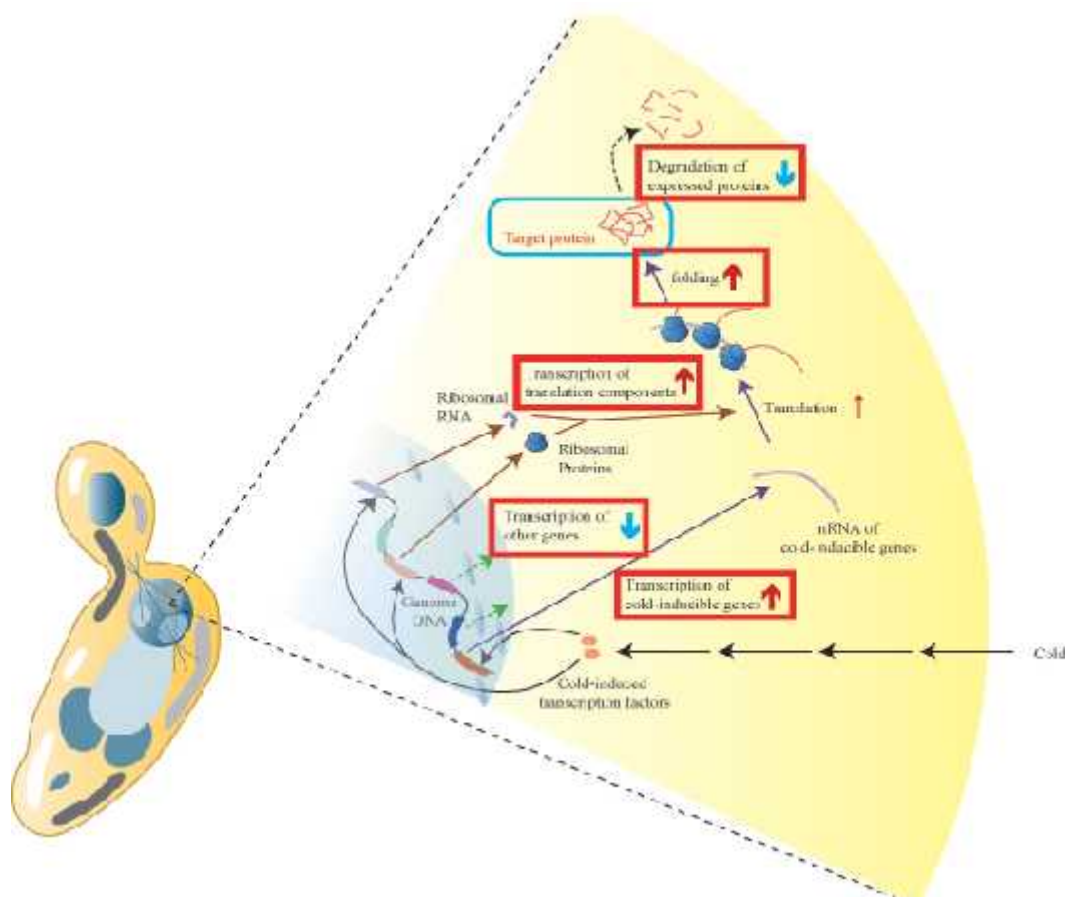 Degradation of
expressed proteins
Target protein
folding
Transcription of
translation components
Ribosomal
RNA
Translation
Ribosomal
Proteins
Transcription of
other genes
mRNA of
cold-inducible genes
Transcription of
cold-inducible genes
Genome
DNA
Cold
Cold-induced
transcription factors